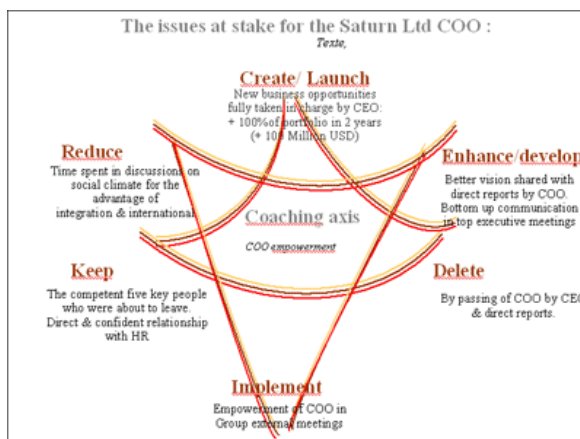 The issues at stake for the Saturn Ltd COO :
Texte,
Create/ Launch
New business opportunities
fully taken in charge by CEO:
+ 100%of portfolio in 2 years
(+ 100 Million USD)
Reduce
Time spent in discussions on
social climate for the
advantage of
integration & international
Enhance/develop
Better vision shared with
direct reports by COO.
Bottom up communication
in top executive meetings
Coaching axis
COO empowerment
Keep
The competent five key people
who were about to leave.
Direct & confident relationship
with HR
Delete
By passing of COO by CEO
& direct reports.
Implement
Empowerment of COO in
Group external meetings